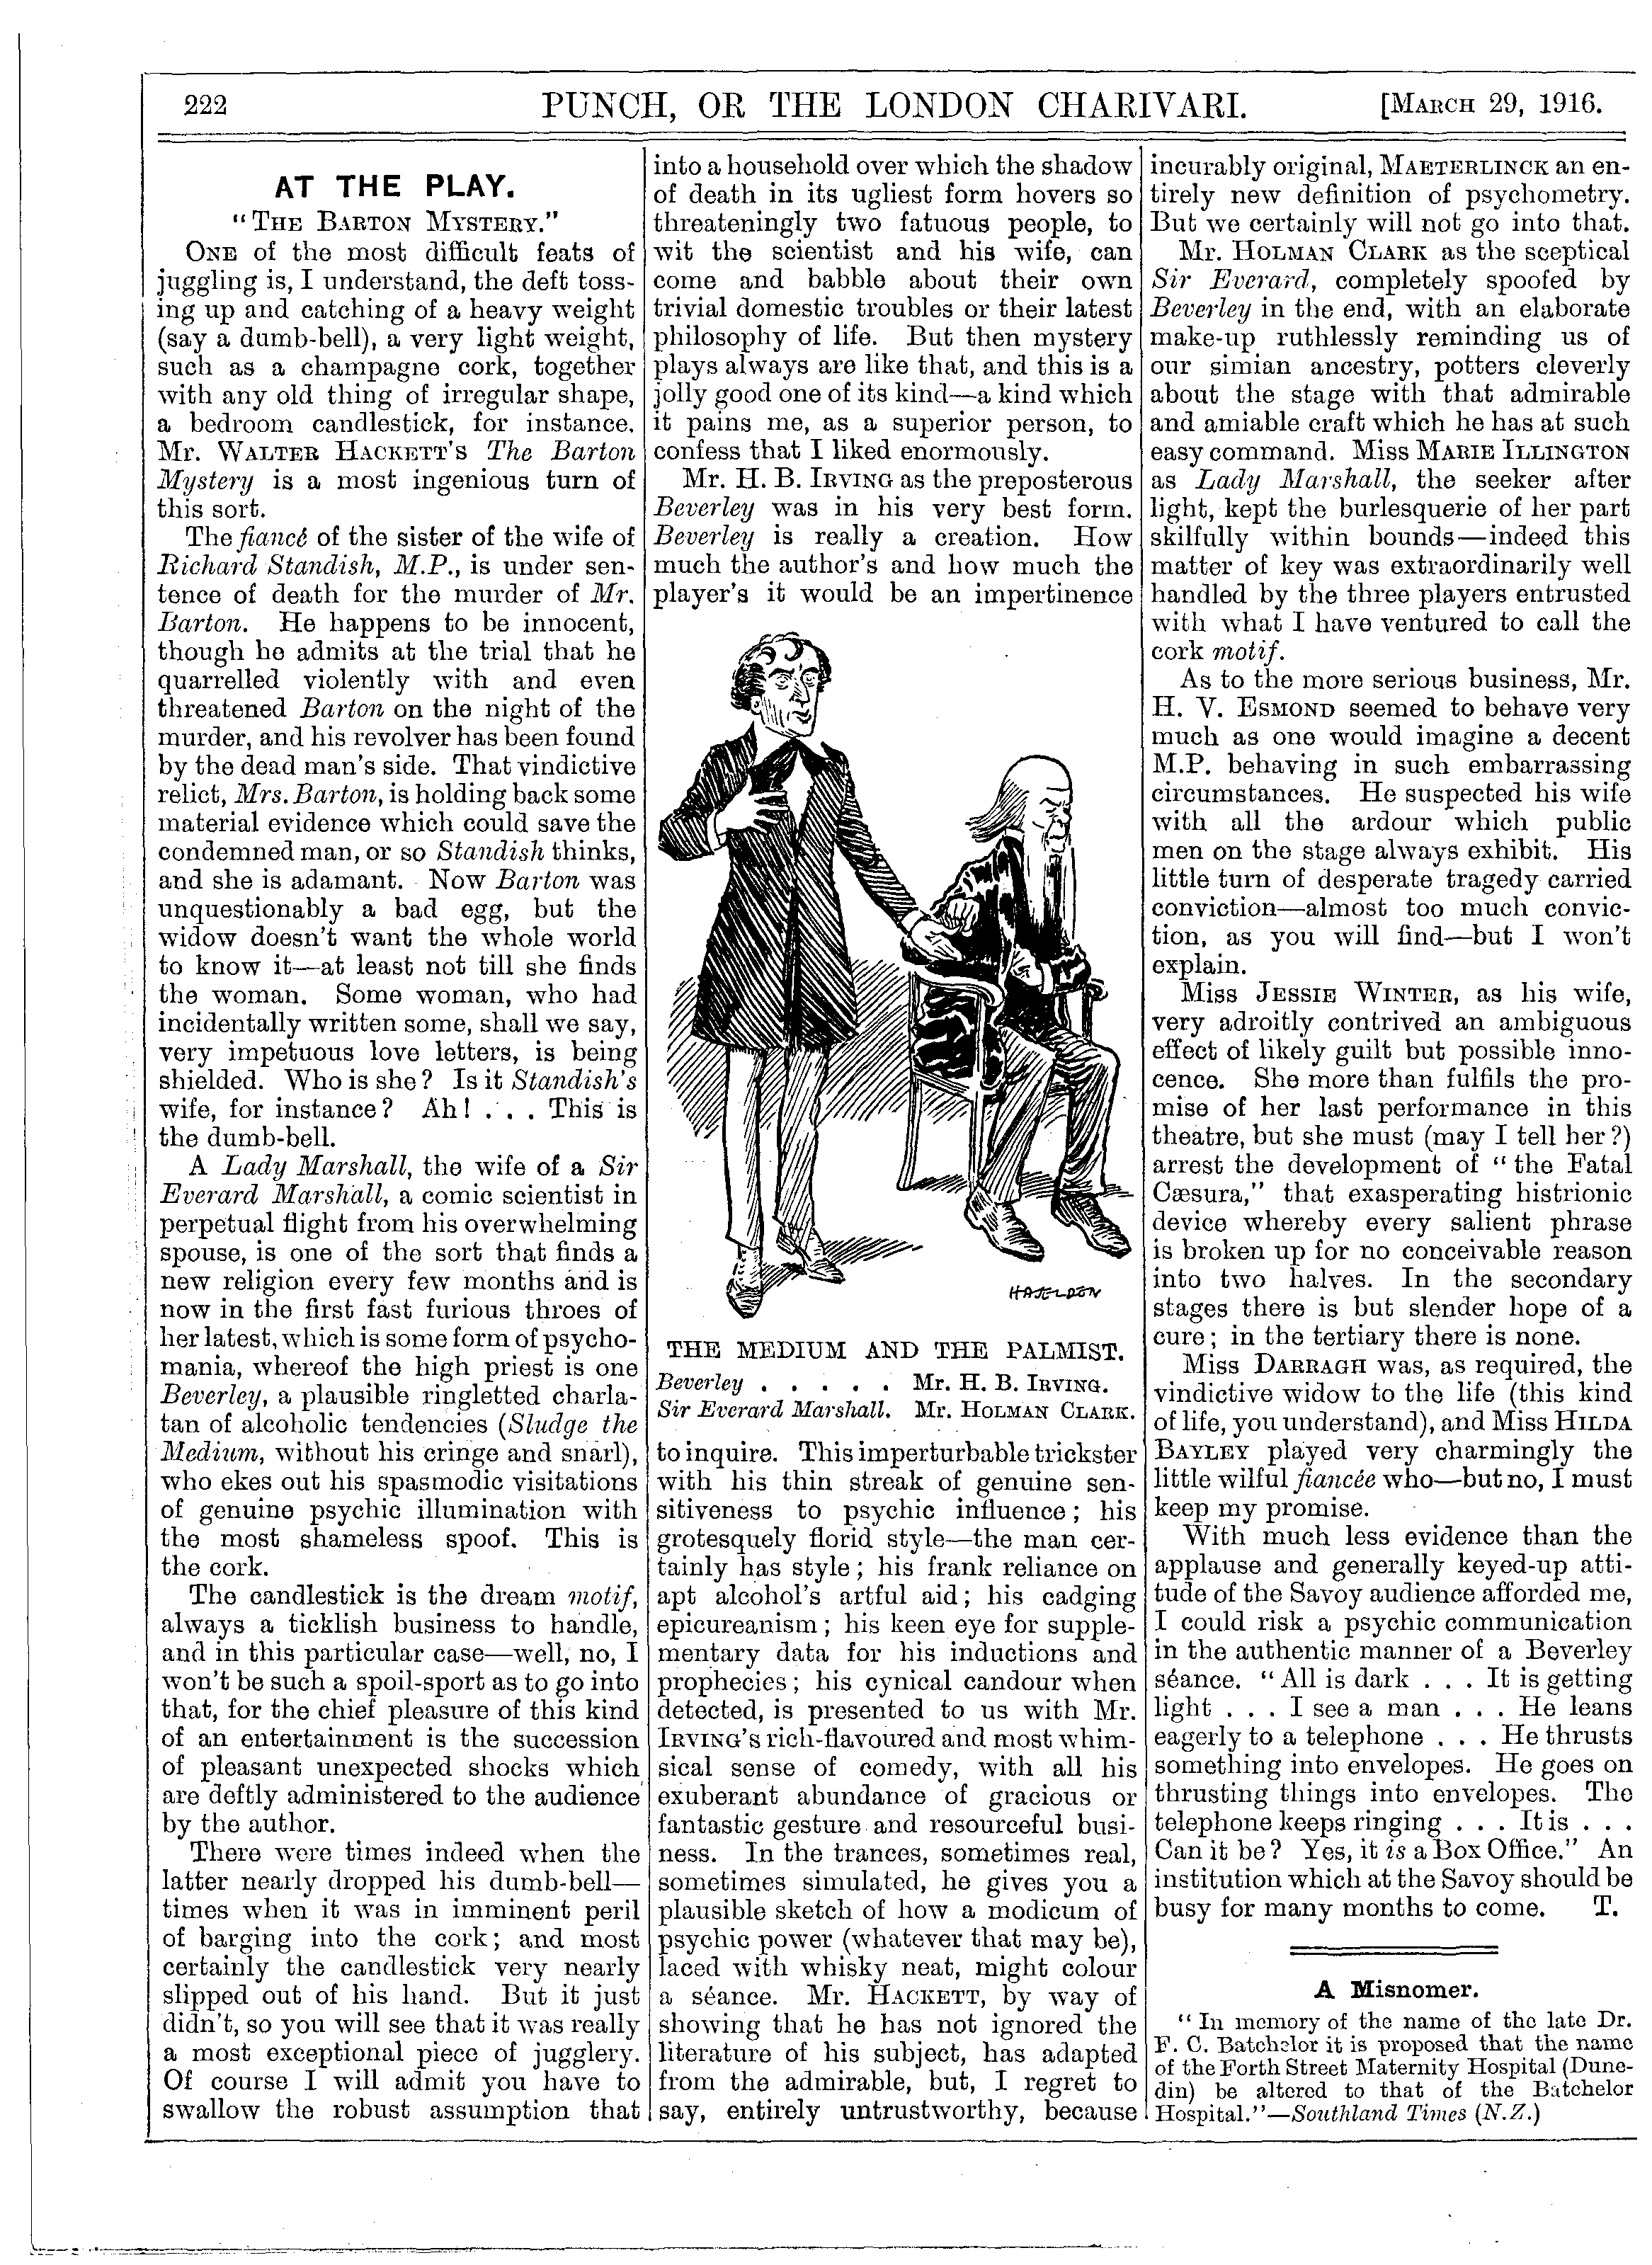 222
PUNCH, OR THE LONDON CHARIVARI.
[MARCH 29, 1916.
AT THE PLAY.
"THE BARTON MYSTERY."
ONE of the most difficult feats of
juggling is, I understand, the deft toss-
ing up and catching of a heavy weight
(say a dumb-bell), a very light weight,
such as a champagne cork, together
with any old thing of irregular shape,
a bedroom candlestick, for instance.
Mr. WALTER HACKETT'S The Barton
Mystery is a most ingenious turn of
this sort.
The fiancé of the sister of the wife of
Richard Standish, M.P., is under sen-
tence of death for the murder of Mr.
Barton. He happens to be innocent,
though he admits at the trial that he
quarrelled violently with and even
threatened Barton on the night of the
murder, and his revolver has been found
by the dead man's side. That vindictive
relict, Mrs. Barton, is holding back some
material evidence which could save the
condemned man, or so Standish thinks,
and she is adamant. Now Barton was
unquestionably a bad egg, but the
widow doesn't want the whole world
to know it—at least not till she finds
the woman. Some woman, who had
incidentally written some, shall we say,
very impetuous love letters, is being
shielded. Who is she? Is it Standish's
wife, for instance? Ah! . . . This is
the dumb-bell.
A Lady Marshall, the wife of a Sir
Everard Marshall, a comic scientist in
perpetual flight from his overwhelming
spouse, is one of the sort that finds a
new religion every few months and is
now in the first fast furious throes of
her latest, which is some form of psycho-
mania, whereof the high priest is one
Beverley, a plausible ringletted charla-
tan of alcoholic tendencies (Sludge the
Medium, without his cringe and snarl),
who ekes out his spasmodic visitations
of genuine psychic illumination with
the most shameless spoof. This is
the cork.
The candlestick is the dream motif,
always a ticklish business to handle,
and in this particular case—well, no, I
won't be such a spoil-sport as to go into
that, for the chief pleasure of this kind
of an entertainment is the succession
of pleasant unexpected shocks which
are deftly administered to the audience
by the author.
There were times indeed when the
latter nearly dropped his dumb-bell—
times when it was in imminent peril
of barging into the cork; and most
certainly the candlestick very nearly
slipped out of his hand. But it just
didn't, so you will see that it was really
a most exceptional piece of jugglery.
Of course I will admit you have to
swallow the robust assumption that
into a household over which the shadow
of death in its ugliest form hovers so
threateningly two fatuous people, to
wit the scientist and his wife, can
come and babble about their own
trivial domestic troubles or their latest
philosophy of life. But then mystery
plays always are like that, and this is a
jolly good one of its kind—a kind which
it pains me, as a superior person, to
confess that I liked enormously.
Mr. H. B. IRVING as the preposterous
Beverley was in his very best form.
Beverley is really a creation. How
much the author's and how much the
player's it would be an impertinence
HASELDEN
THE MEDIUM AND THE PALMIST.
Beverley . . . . . Mr. H. B. IRVING.
Sir Everard Marshall. Mr. HOLMAN CLARK.
to inquire. This imperturbable trickster
with his thin streak of genuine sen-
sitiveness to psychic influence; his
grotesquely florid style—the man cer-
tainly has style; his frank reliance on
apt alcohol's artful aid; his cadging
epicureanism; his keen eye for supple-
mentary data for his inductions and
prophecies; his cynical candour when
detected, is presented to us with Mr.
IRVING'S rich-flavoured and most whim-
sical sense of comedy, with all his
exuberant abundance of gracious or
fantastic gesture and resourceful busi-
ness. In the trances, sometimes real,
sometimes simulated, he gives you a
plausible sketch of how a modicum of
psychic power (whatever that may be),
laced with whisky neat, might colour
a séance. Mr. HACKETT, by way of
showing that he has not ignored the
literature of his subject, has adapted
from the admirable, but, I regret to
say, entirely untrustworthy, because
incurably original, MAETERLINCK an en-
tirely new definition of psychometry.
But we certainly will not go into that.
Mr. HOLMAN CLARK as the sceptical
Sir Everard, completely spoofed by
Beverley in the end, with an elaborate
make-up ruthlessly reminding us of
our simian ancestry, potters cleverly
about the stage with that admirable
and amiable craft which he has at such
easy command. Miss MARIE ILLINGTON
as Lady Marshall, the seeker after
light, kept the burlesquerie of her part
skilfully within bounds—indeed this
matter of key was extraordinarily well
handled by the three players entrusted
with what I have ventured to call the
cork motif.
As to the more serious business, Mr.
H. V. ESMOND seemed to behave very
much as one would imagine a decent
M.P. behaving in such embarrassing
circumstances. He suspected his wife
with all the ardour which public
men on the stage always exhibit. His
little turn of desperate tragedy carried
conviction—almost too much convic-
tion, as you will find—but I won't
explain.
Miss JESSIE WINTER, as his wife,
very adroitly contrived an ambiguous
effect of likely guilt but possible inno-
cence. She more than fulfils the pro-
mise of her last performance in this
theatre, but she must (may I tell her?)
arrest the development of "the Fatal
Cæsura," that exasperating histrionic
device whereby every salient phrase
is broken up for no conceivable reason
into two halves. In the secondary
stages there is but slender hope of a
cure; in the tertiary there is none.
Miss DARRAGH was, as required, the
vindictive widow to the life (this kind
of life, you understand), and Miss HILDA
BAYLEY played very charmingly the
little wilful fiancée who—but no, I must
keep my promise.
With much less evidence than the
applause and generally keyed-up atti-
tude of the Savoy audience afforded me,
I could risk a psychic communication
in the authentic manner of a Beverley
séance. "All is dark . . . It is getting
light . . . I see a man . . . He leans
eagerly to a telephone . . . He thrusts
something into envelopes. He goes on
thrusting things into envelopes. The
telephone keeps ringing . . . It is . . .
Can it be? Yes, it is a Box Office." An
institution which at the Savoy should be
busy for many months to come. T.
A Misnomer.
"In memory of the name of the late Dr.
F. C. Batchelor it is proposed that the name
of the Forth Street Maternity Hospital (Dune-
din) be altered to that of the Batchelor
Hospital."—Southland Times (N.Z.)